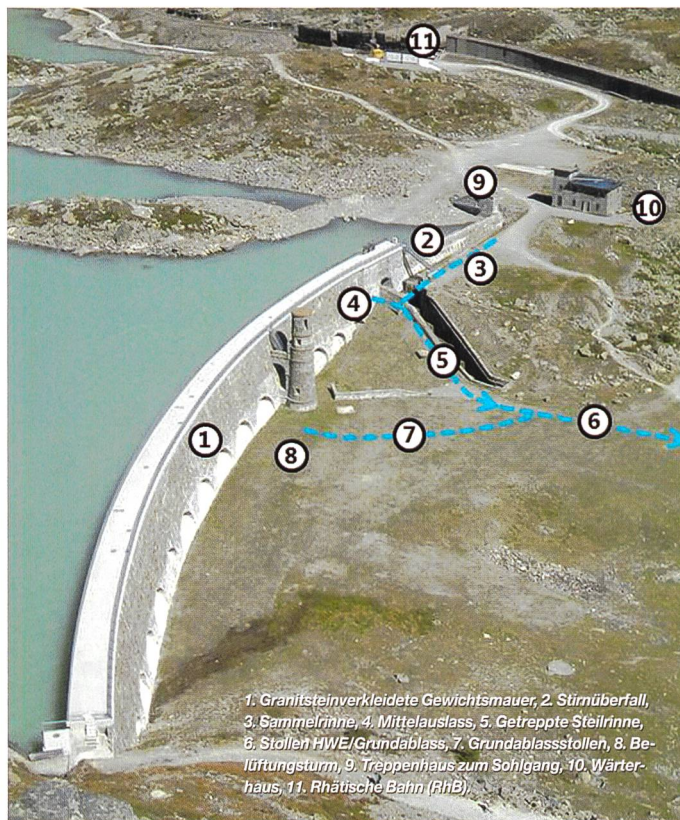 11
9
10
2
3
4
5
1
6
7
8
1. Granitsteinverkleidete Gewichtsmauer, 2. Stirnüberfall,
3. Sammelrinne, 4. Mittelauslass, 5. Getreppte Steilrinne,
6. Stollen HWE/Grundablass, 7. Grundablassstollen, 8. Be-
lüftungsturm, 9. Treppenhaus zum Sohlgang, 10. Wärter-
haus, 11. Rhätische Bahn (RhB).